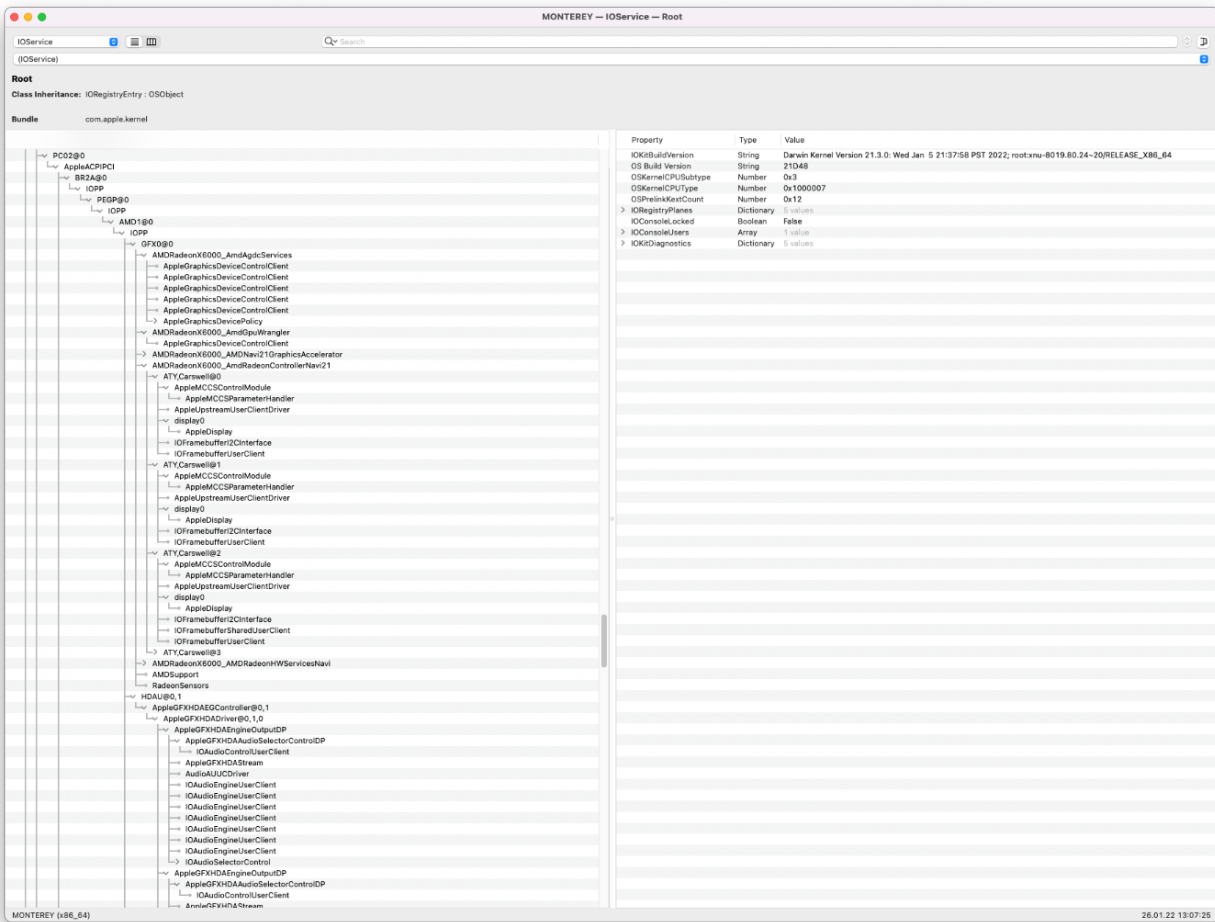 MONTEREY — IOService — Root
IOService
Search
(IOService)
Root
Class Inheritance: IORegistryEntry : OSObject
Bundle com.apple.kernel
PC02@0
AppleACPIPCI
BR2A@0
IOPP
PEGP@0
IOPP
AMD1@0
IOPP
GFX0@0
AMDRadeonX6000_AmdAgdcServices
AppleGraphicsDeviceControlClient
AppleGraphicsDeviceControlClient
AppleGraphicsDeviceControlClient
AppleGraphicsDeviceControlClient
AppleGraphicsDeviceControlClient
AppleGraphicsDevicePolicy
AMDRadeonX6000_AmdGpuWrangler
AppleGraphicsDeviceControlClient
AMDRadeonX6000_AMDNavi21GraphicsAccelerator
AMDRadeonX6000_AmdRadeonControllerNavi21
ATY,Carswell@0
AppleMCCSControlModule
AppleMCCSParameterHandler
AppleUpstreamUserClientDriver
display0
AppleDisplay
IOFramebufferI2CInterface
IOFramebufferUserClient
ATY,Carswell@1
AppleMCCSControlModule
AppleMCCSParameterHandler
AppleUpstreamUserClientDriver
display0
AppleDisplay
IOFramebufferI2CInterface
IOFramebufferUserClient
ATY,Carswell@2
AppleMCCSControlModule
AppleMCCSParameterHandler
AppleUpstreamUserClientDriver
display0
AppleDisplay
IOFramebufferI2CInterface
IOFramebufferSharedUserClient
IOFramebufferUserClient
ATY,Carswell@3
AMDRadeonX6000_AMDRadeonHWServicesNavi
AMDSupport
RadeonSensors
HDAU@0,1
AppleGFXHDAEGController@0,1
AppleGFXHDADriver@0,1,0
AppleGFXHDAEngineOutputDP
AppleGFXHDAAudioSelectorControlDP
IOAudioControlUserClient
AppleGFXHDAStream
AudioAUUCDriver
IOAudioEngineUserClient
IOAudioEngineUserClient
IOAudioEngineUserClient
IOAudioEngineUserClient
IOAudioEngineUserClient
IOAudioEngineUserClient
IOAudioEngineUserClient
IOAudioSelectorControl
AppleGFXHDAEngineOutputDP
AppleGFXHDAAudioSelectorControlDP
IOAudioControlUserClient
AppleGFXHDAStream
Property Type Value
IOKitBuildVersion String Darwin Kernel Version 21.3.0: Wed Jan 5 21:37:58 PST 2022; root:xnu-8019.80.24~20/RELEASE_X86_64
OS Build Version String 21D48
OSKernelCPUSubtype Number 0x3
OSKernelCPUType Number 0x1000007
OSPrelinkKextCount Number 0x12
IORegistryPlanes Dictionary 5 values
IOConsoleLocked Boolean False
IOConsoleUsers Array 1 value
IOKitDiagnostics Dictionary 5 values
MONTEREY (x86_64)
26.01.22 13:07:25